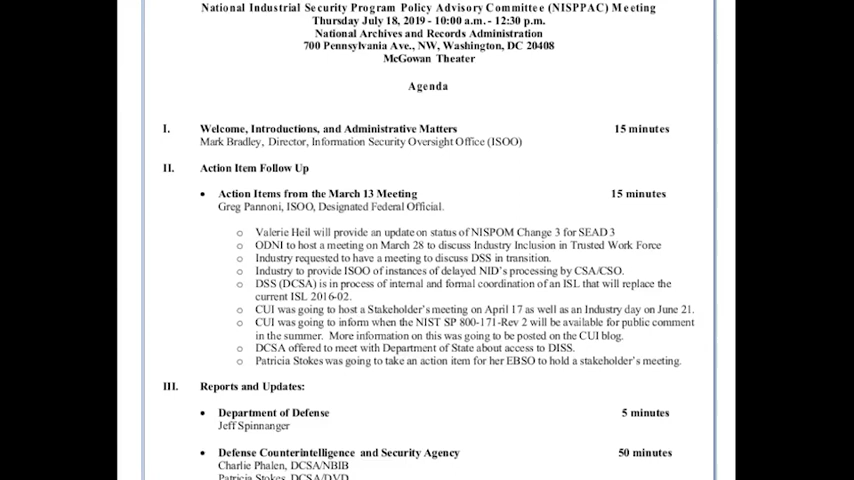 National Industrial Security Program Policy Advisory Committee (NISPPAC) Meeting
Thursday July 18, 2019 - 10:00 a.m. - 12:30 p.m.
National Archives and Records Administration
700 Pennsylvania Ave., NW, Washington, DC 20408
McGowan Theater
Agenda
I. Welcome, Introductions, and Administrative Matters 15 minutes
Mark Bradley, Director, Information Security Oversight Office (ISOO)
II. Action Item Follow Up
• Action Items from the March 13 Meeting 15 minutes
Greg Pannoni, ISOO, Designated Federal Official.
o Valerie Heil will provide an update on status of NISPOM Change 3 for SEAD 3
o ODNI to host a meeting on March 28 to discuss Industry Inclusion in Trusted Work Force
o Industry requested to have a meeting to discuss DSS in transition.
o Industry to provide ISOO of instances of delayed NID's processing by CSA/CSO.
o DSS (DCSA) is in process of internal and formal coordination of an ISL that will replace the
current ISL 2016-02.
o CUI was going to host a Stakeholder's meeting on April 17 as well as an Industry day on June 21.
o CUI was going to inform when the NIST SP 800-171-Rev 2 will be available for public comment
in the summer. More information on this was going to be posted on the CUI blog.
o DCSA offered to meet with Department of State about access to DISS.
o Patricia Stokes was going to take an action item for her EBSO to hold a stakeholder's meeting.
III. Reports and Updates:
• Department of Defense 5 minutes
Jeff Spinnanger
• Defense Counterintelligence and Security Agency 50 minutes
Charlie Phalen, DCSA/NBIB
Patricia Stokes, DCSA/DVD